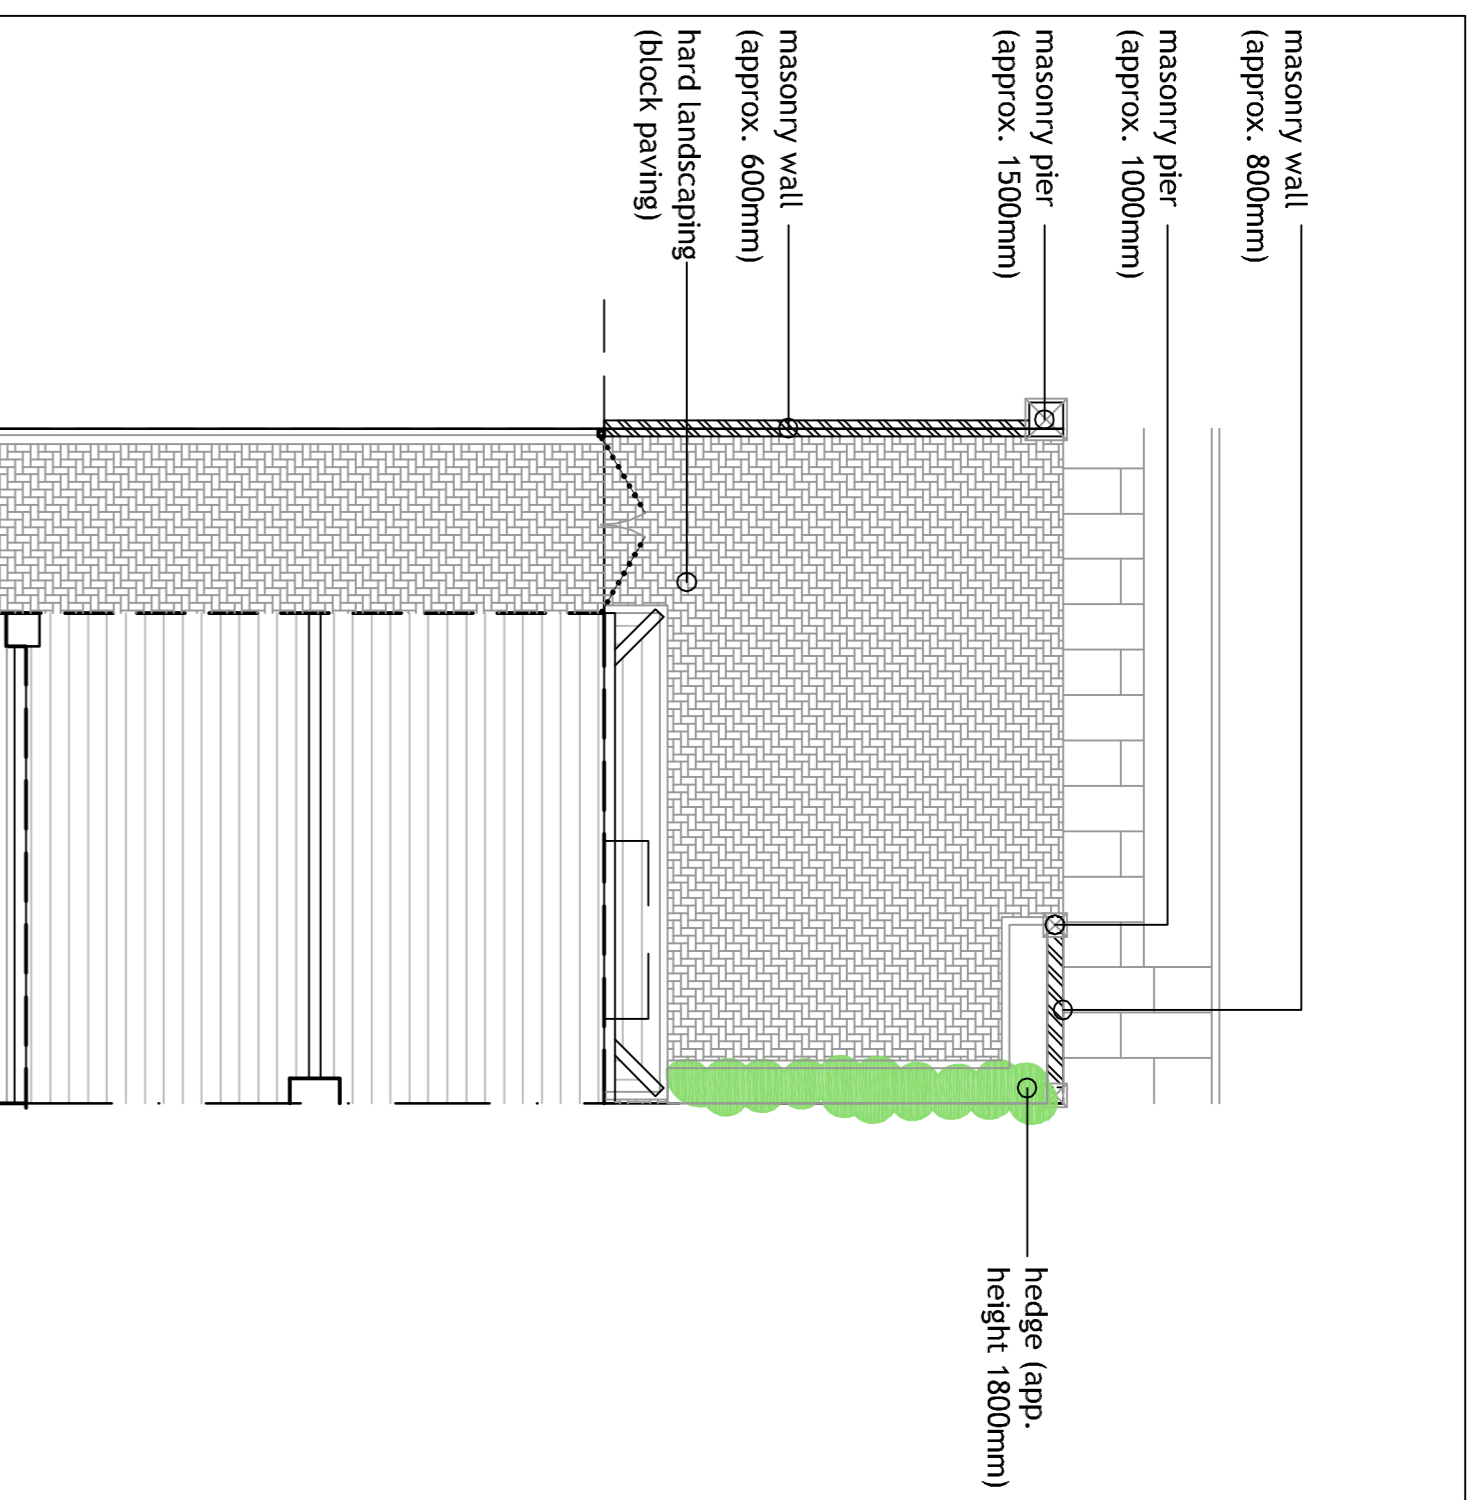 masonry wall
(approx. 800mm)
masonry pier
(approx. 1000mm)
masonry pier
(approx. 1500mm)
masonry wall
(approx. 600mm)
hard landscaping
(block paving)
hedge (app.
height 1800mm)